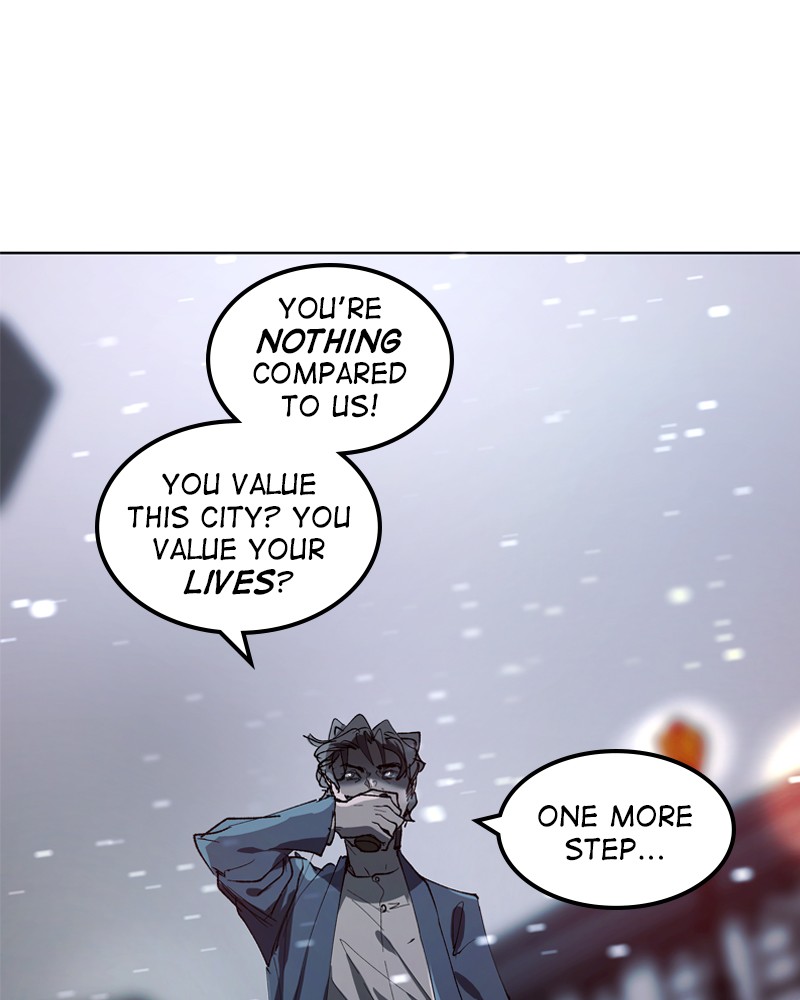 YOU'RE
NOTHING
COMPARED
TO US!
YOU VALUE
THIS CITY? YOU
VALUE YOUR
LIVES?
ONE MORE
STEP...